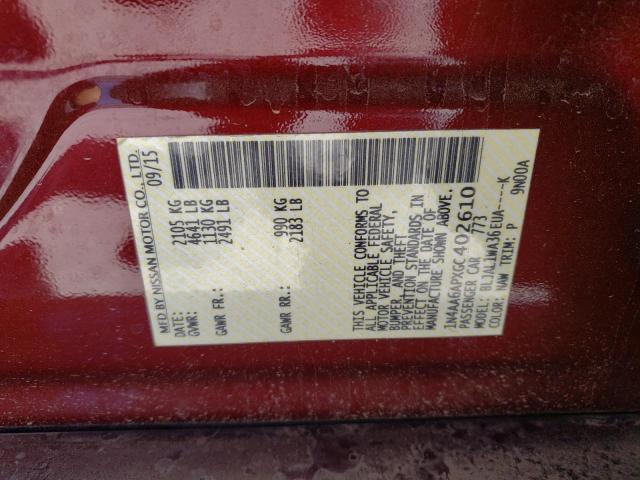 MFD BY NISSAN MOTOR CO., LTD.
DATE: 09/15
GVWR: 2105 KG
4641 LB
GAWR FR.: 1130 KG
2491 LB
GAWR RR.: 990 KG
2183 LB
THIS VEHICLE CONFORMS TO
ALL APPLICABLE FEDERAL
MOTOR VEHICLE SAFETY,
BUMPER, AND THEFT
PREVENTION STANDARDS IN
EFFECT ON THE DATE OF
MANUFACTURE SHOWN ABOVE.
1N4AA6APXGC402610
PASSENGER CAR 773
MODEL: BLJALLWA36EUA-----K
COLOR: NAW TRIM: P 9N00A